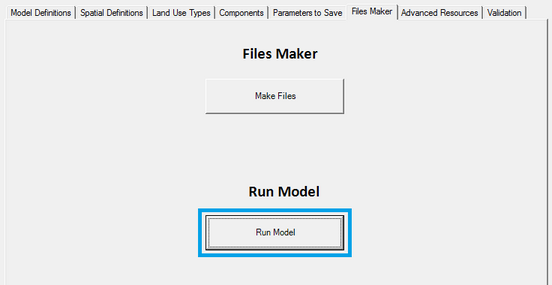 Model Definitions Spatial Definitions Land Use Types Components Parameters to Save Files Maker Advanced Resources Validation
Files Maker
Make Files
Run Model
Run Model